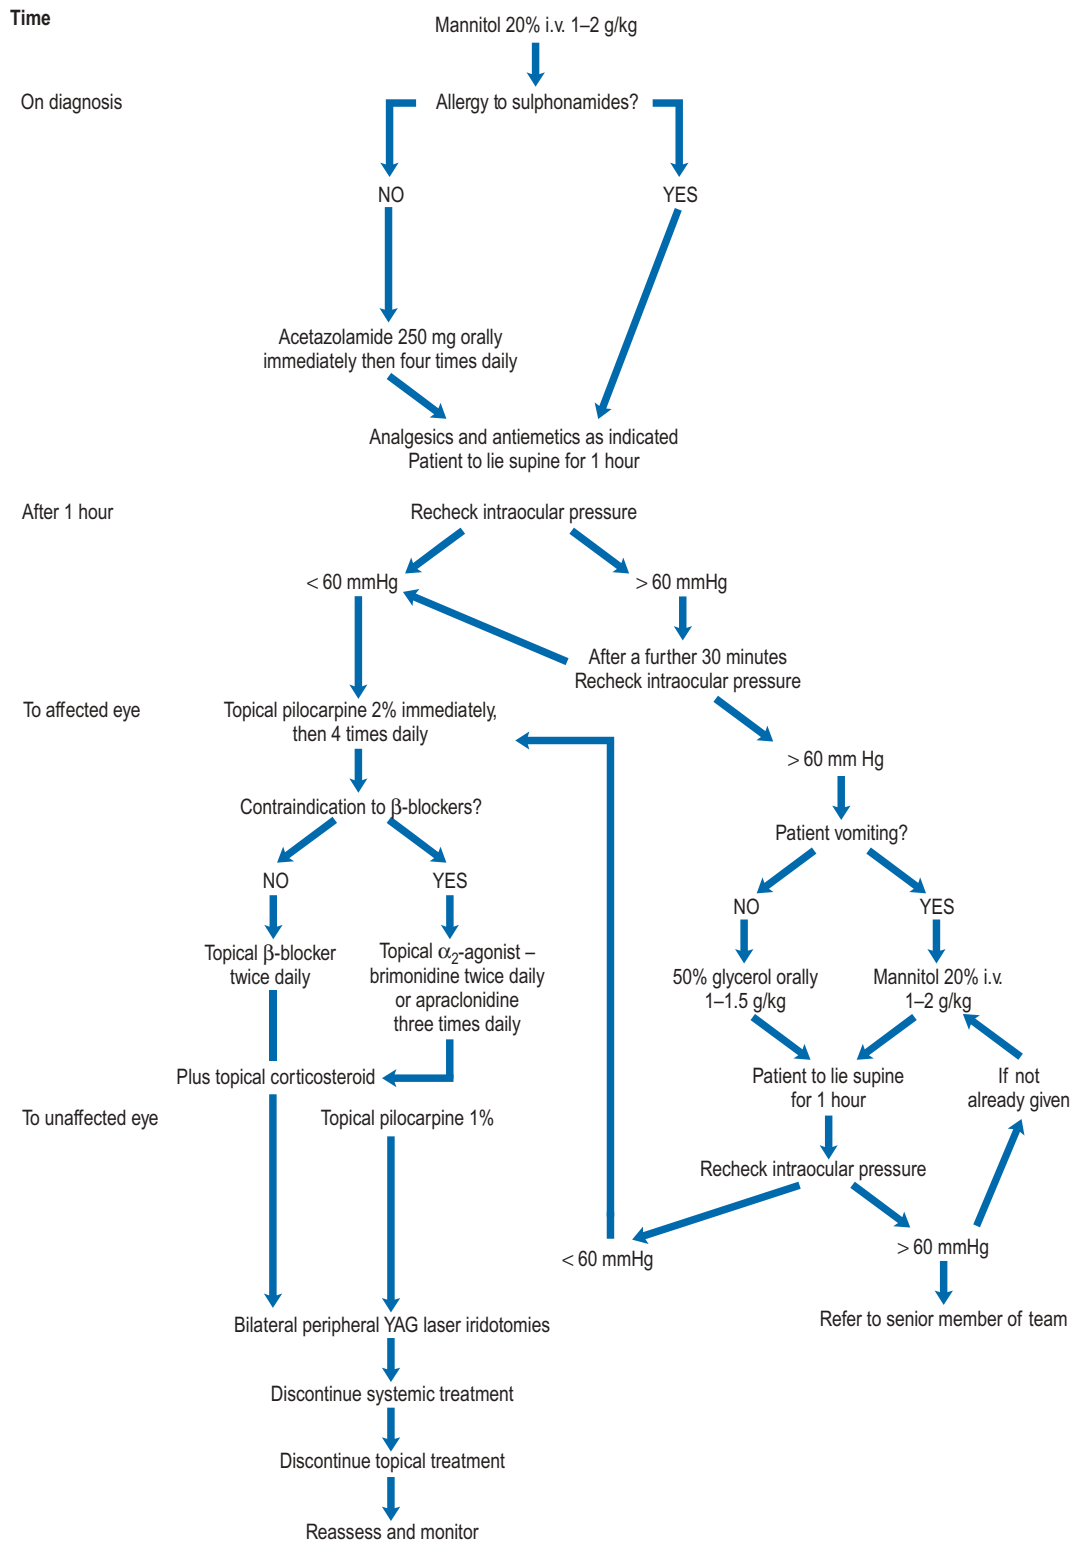 Time
Mannitol 20% i.v. 1–2 g/kg
On diagnosis
Allergy to sulphonamides?
NO
YES
Acetazolamide 250 mg orally
immediately then four times daily
Analgesics and antiemetics as indicated
Patient to lie supine for 1 hour
After 1 hour
Recheck intraocular pressure
< 60 mmHg
> 60 mmHg
After a further 30 minutes
Recheck intraocular pressure
To affected eye
Topical pilocarpine 2% immediately,
then 4 times daily
> 60 mm Hg
Contraindication to β-blockers?
Patient vomiting?
NO
YES
NO
YES
Topical β-blocker
twice daily
Topical α₂-agonist –
brimonidine twice daily
or apraclonidine
three times daily
50% glycerol orally
1–1.5 g/kg
Mannitol 20% i.v.
1–2 g/kg
Plus topical corticosteroid
Patient to lie supine
for 1 hour
If not
already given
To unaffected eye
Topical pilocarpine 1%
Recheck intraocular pressure
< 60 mmHg
> 60 mmHg
Refer to senior member of team
Bilateral peripheral YAG laser iridotomies
Discontinue systemic treatment
Discontinue topical treatment
Reassess and monitor